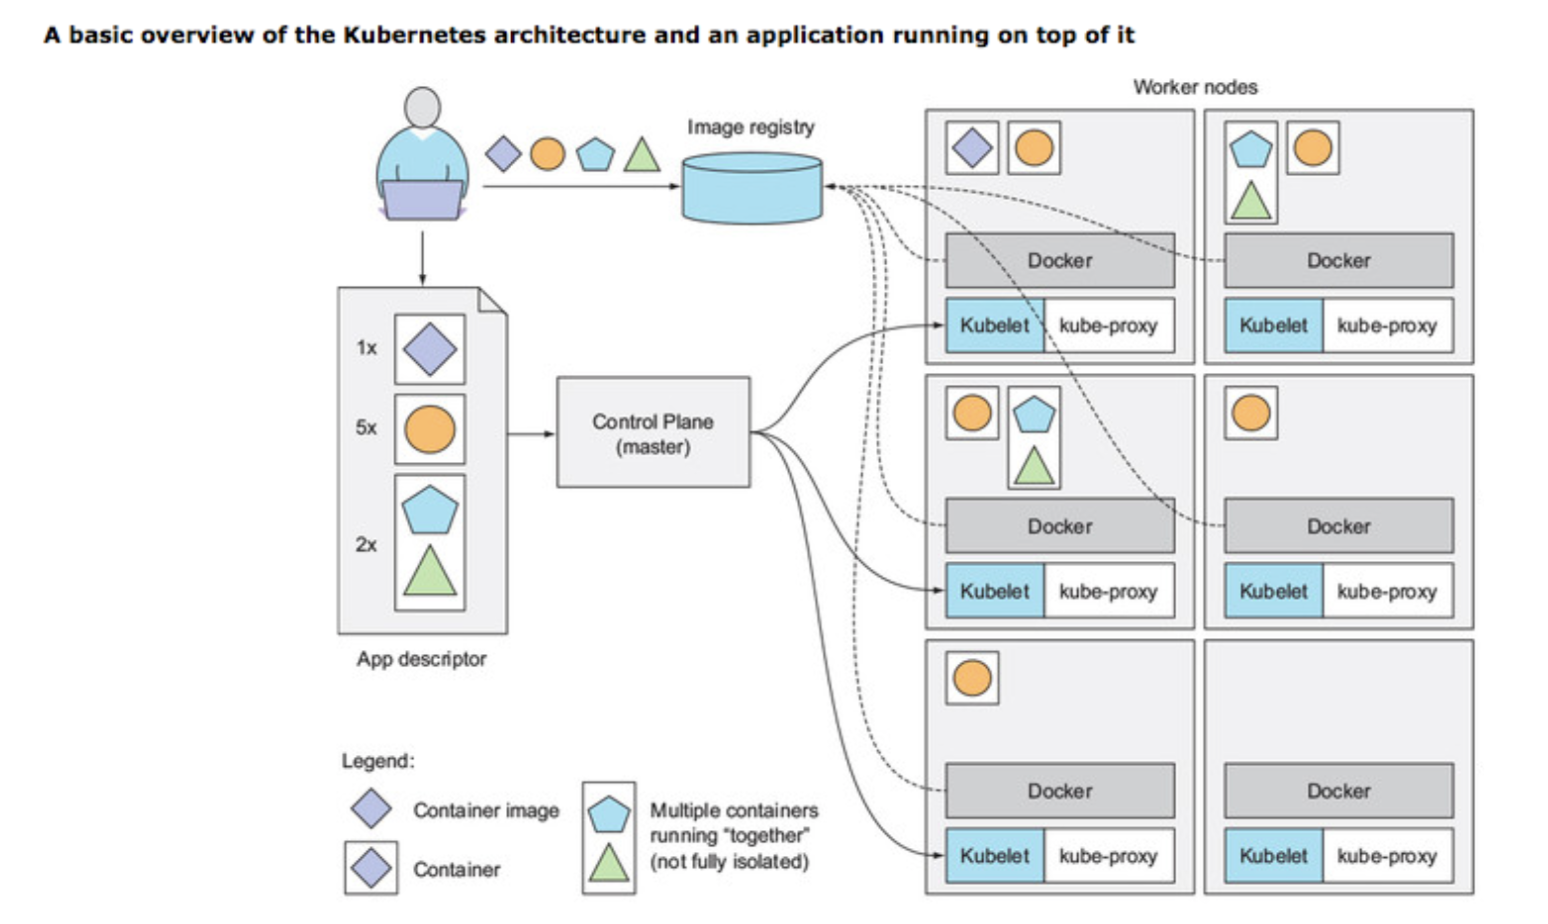 A basic overview of the Kubernetes architecture and an application running on top of it
Worker nodes
Image registry
Docker
Docker
Kubelet
kube-proxy
Kubelet
kube-proxy
1x
5x
2x
App descriptor
Control Plane
(master)
Docker
Docker
Kubelet
kube-proxy
Kubelet
kube-proxy
Docker
Docker
Kubelet
kube-proxy
Kubelet
kube-proxy
Legend:
Container image
Container
Multiple containers
running “together”
(not fully isolated)